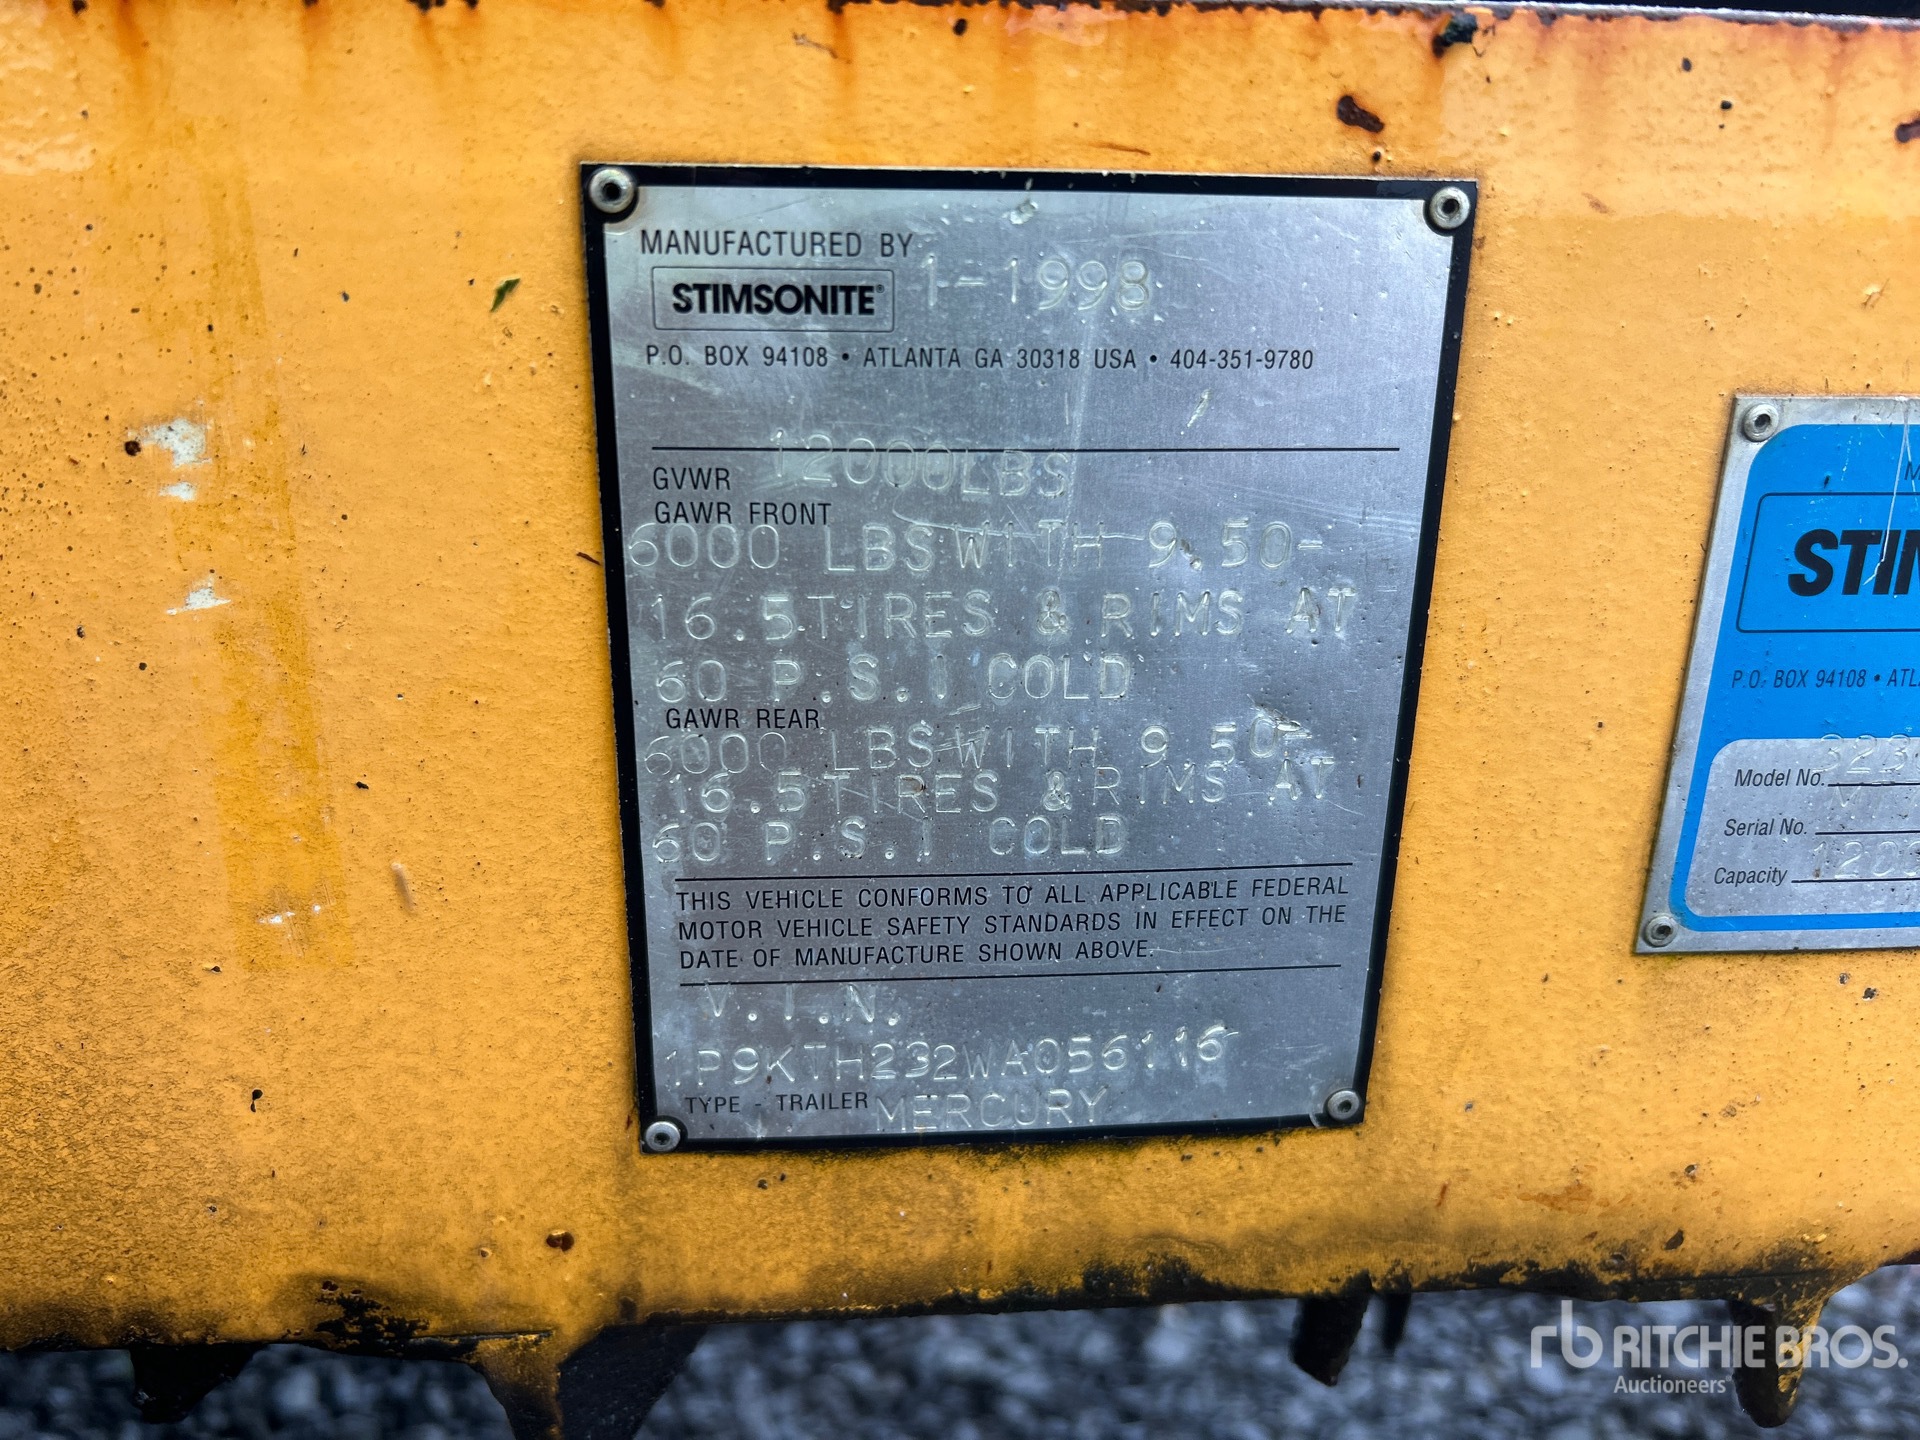 MANUFACTURED BY
STIMSONITE® 1-1998
P.O. BOX 94108 • ATLANTA GA 30318 USA • 404-351-9780
GVWR 12000LBS
GAWR FRONT
6000 LBS WITH 9.50-
16.5 TIRES & RIMS AT
60 P.S.I COLD
GAWR REAR
6000 LBS WITH 9.50-
16.5 TIRES & RIMS AT
60 P.S.I COLD
THIS VEHICLE CONFORMS TO ALL APPLICABLE FEDERAL
MOTOR VEHICLE SAFETY STANDARDS IN EFFECT ON THE
DATE OF MANUFACTURE SHOWN ABOVE.
V.I.N.
1P9KTH232WA056116
TYPE - TRAILER MERCURY
STIM
P.O. BOX 94108 • ATL
Model No. 323
Serial No.
Capacity 1200
rb RITCHIE BROS.
Auctioneers